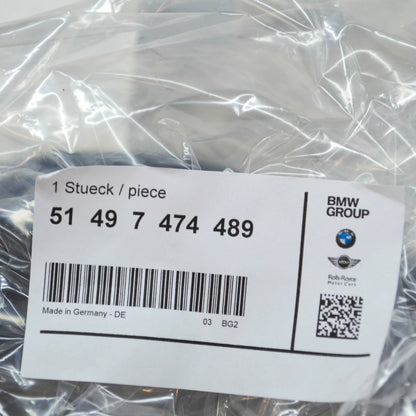 1 Stueck / piece
51 49 7 474 489
Made in Germany - DE
03 BG2
BMW
GROUP
Rolls-Royce
Motor Cars